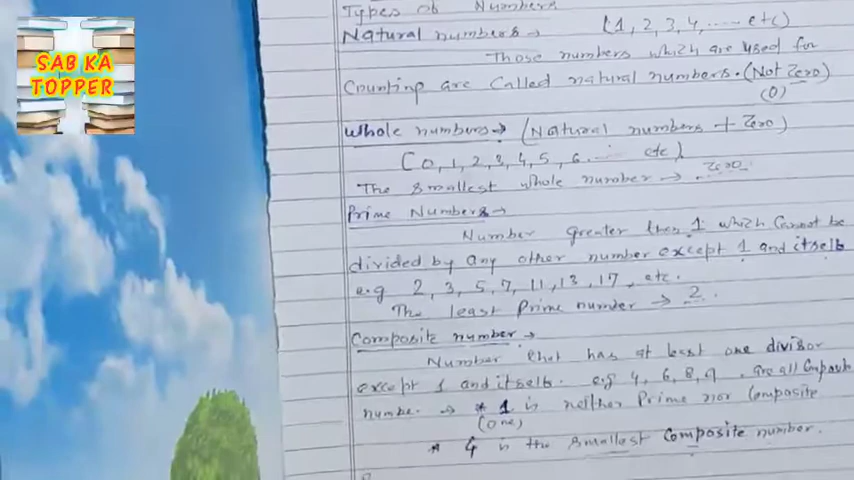 SAB KA
TOPPER
Types of Numbers
Natural numbers → (1, 2, 3, 4, ..... etc)
Those numbers which are used for
Counting are Called natural numbers. (Not Zero)
(0)
Whole numbers → (Natural numbers + Zero)
(0, 1, 2, 3, 4, 5, 6 ..... etc)
The smallest whole number → Zero.
Prime Numbers →
Number greater then 1 which Cannot be
divided by any other number except 1 and itself
e.g 2, 3, 5, 7, 11, 13, 17, etc.
The least Prime number → 2.
Composite number →
Number that has at least one divisor
except 1 and itself. e.g 4, 6, 8, 9 , are all
numbe. → * 1 is neither Prime nor Composite
(one)
* 4 is the smallest Composite number.